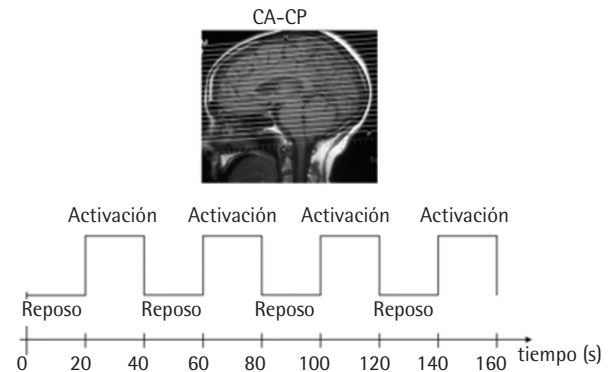 CA-CP
Activación Activación Activación Activación
Reposo Reposo Reposo Reposo
0 20 40 60 80 100 120 140 160 tiempo (s)